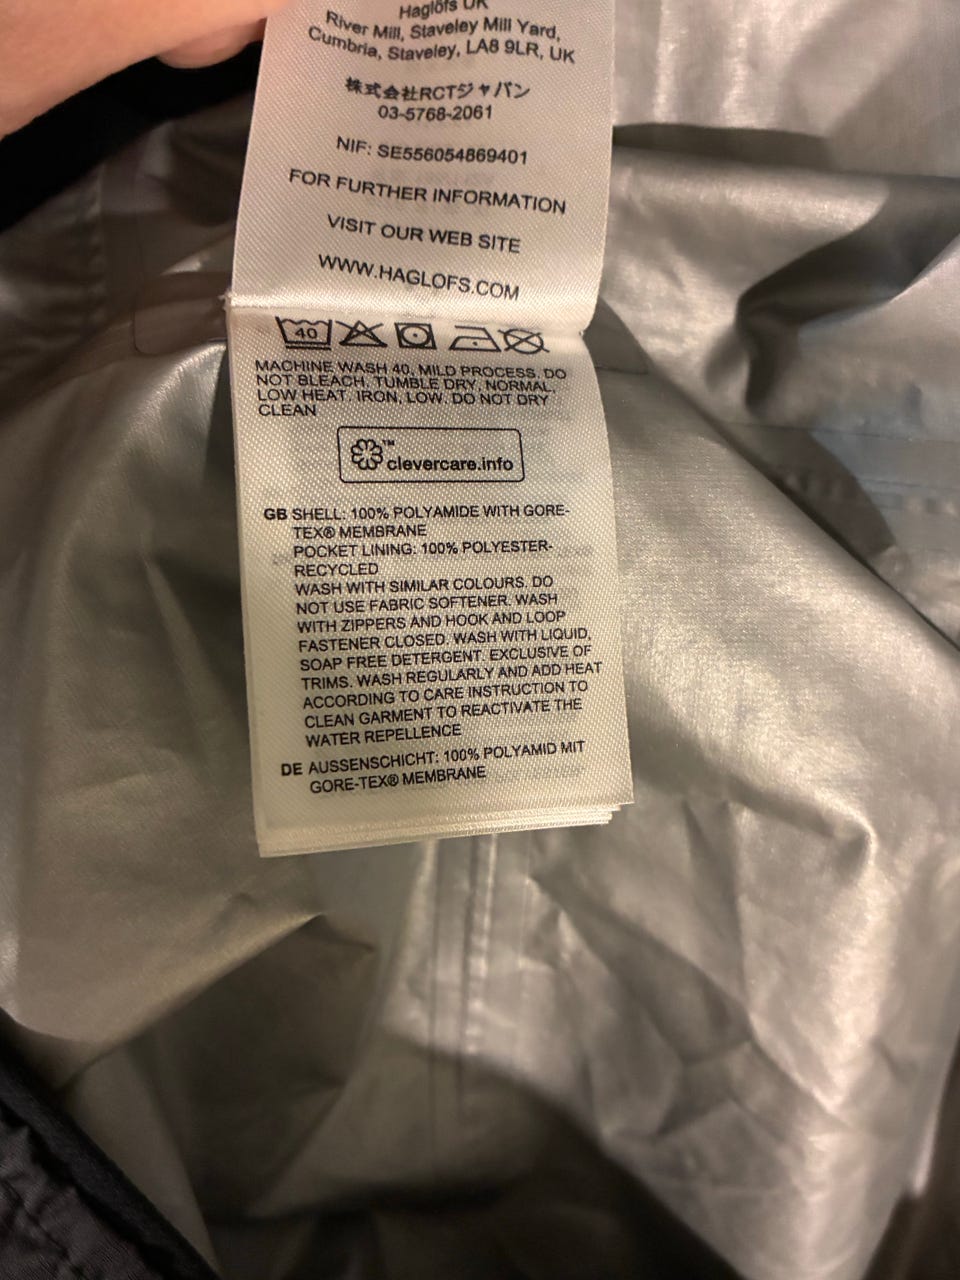 Haglöfs UK
River Mill, Staveley Mill Yard,
Cumbria, Staveley, LA8 9LR, UK
株式会社RCTジャパン
03-5768-2061
NIF: SE556054869401
FOR FURTHER INFORMATION
VISIT OUR WEB SITE
WWW.HAGLOFS.COM
40
MACHINE WASH 40, MILD PROCESS. DO
NOT BLEACH. TUMBLE DRY, NORMAL,
LOW HEAT. IRON, LOW. DO NOT DRY
CLEAN
™
clevercare.info
GB SHELL: 100% POLYAMIDE WITH GORE-
TEX® MEMBRANE
POCKET LINING: 100% POLYESTER-
RECYCLED
WASH WITH SIMILAR COLOURS. DO
NOT USE FABRIC SOFTENER. WASH
WITH ZIPPERS AND HOOK AND LOOP
FASTENER CLOSED. WASH WITH LIQUID,
SOAP FREE DETERGENT. EXCLUSIVE OF
TRIMS. WASH REGULARLY AND ADD HEAT
ACCORDING TO CARE INSTRUCTION TO
CLEAN GARMENT TO REACTIVATE THE
WATER REPELLENCE
DE AUSSENSCHICHT: 100% POLYAMID MIT
GORE-TEX® MEMBRANE